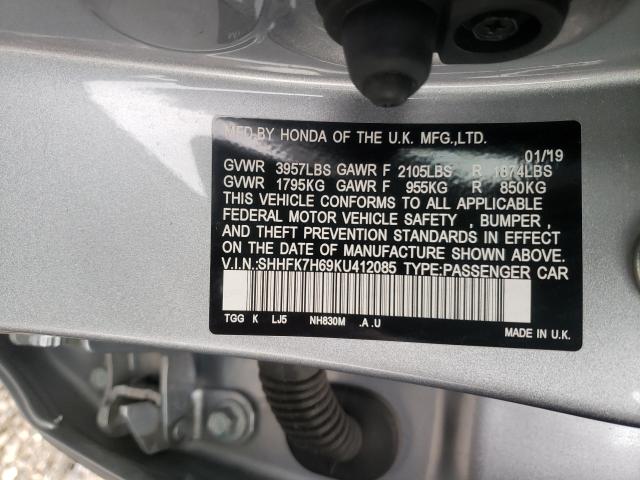 MFD BY HONDA OF THE U.K. MFG.,LTD.
01/19
GVWR 3957LBS GAWR F 2105LBS R 1874LBS
GVWR 1795KG GAWR F 955KG R 850KG
THIS VEHICLE CONFORMS TO ALL APPLICABLE
FEDERAL MOTOR VEHICLE SAFETY , BUMPER ,
AND THEFT PREVENTION STANDARDS IN EFFECT
ON THE DATE OF MANUFACTURE SHOWN ABOVE.
V.I.N.:SHHFK7H69KU412085 TYPE:PASSENGER CAR
TGG K LJ5 NH830M .A .U
MADE IN U.K.